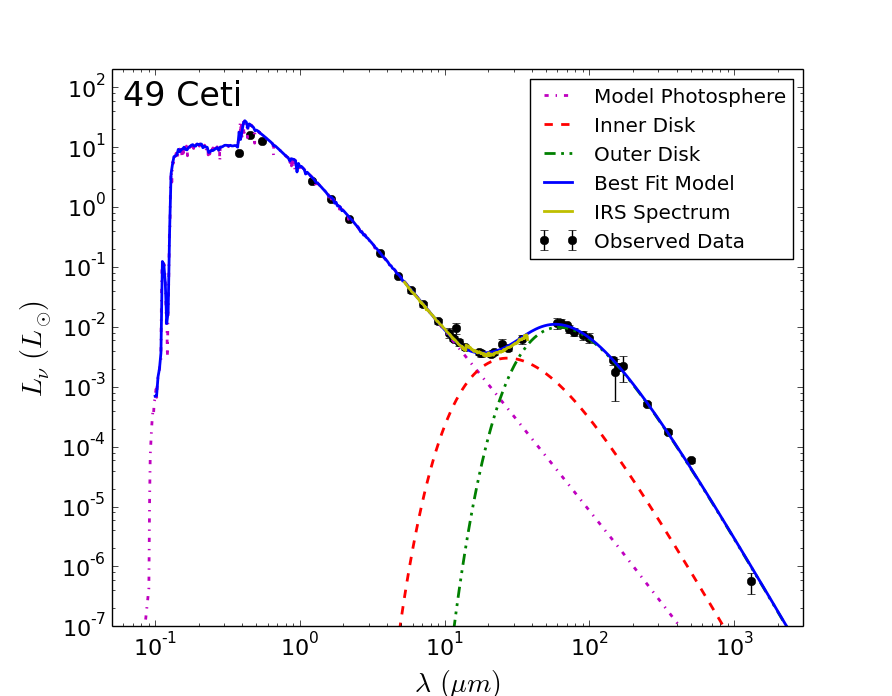 49 Ceti
Model Photosphere
Inner Disk
Outer Disk
Best Fit Model
IRS Spectrum
Observed Data
10^2
10^1
10^0
10^-1
10^-2
10^-3
10^-4
10^-5
10^-6
10^-7
L_ν (L_⊙)
10^-1 10^0 10^1 10^2 10^3
λ (μm)